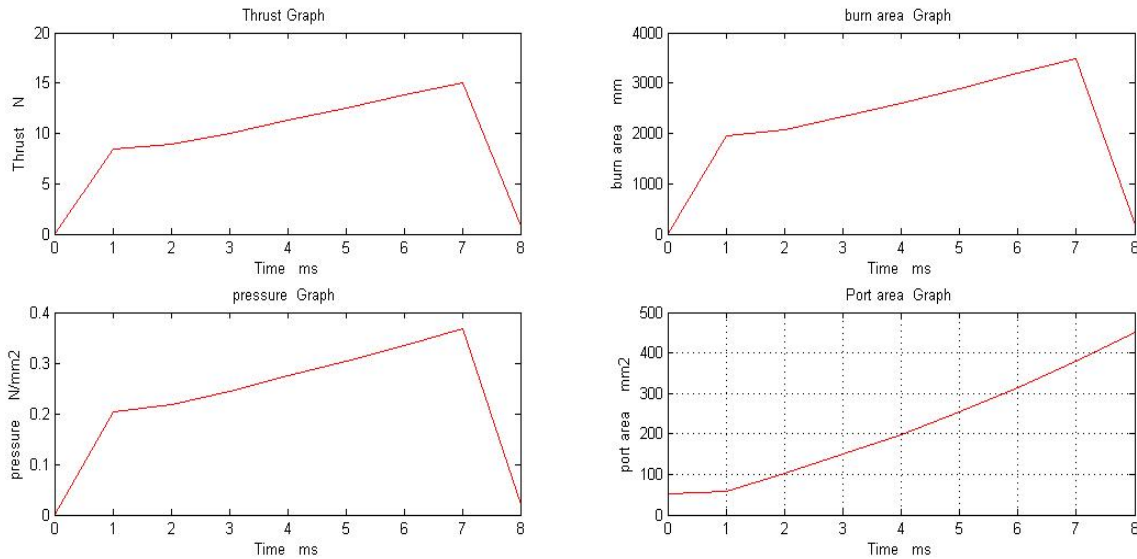 Thrust Graph
Thrust N
20
15
10
5
0
0 1 2 3 4 5 6 7 8
Time ms
burn area Graph
burn area mm
4000
3000
2000
1000
0
0 1 2 3 4 5 6 7 8
Time ms
pressure Graph
pressure N/mm2
0.4
0.3
0.2
0.1
0
0 1 2 3 4 5 6 7 8
Time ms
Port area Graph
port area mm2
500
400
300
200
100
0
0 1 2 3 4 5 6 7 8
Time ms